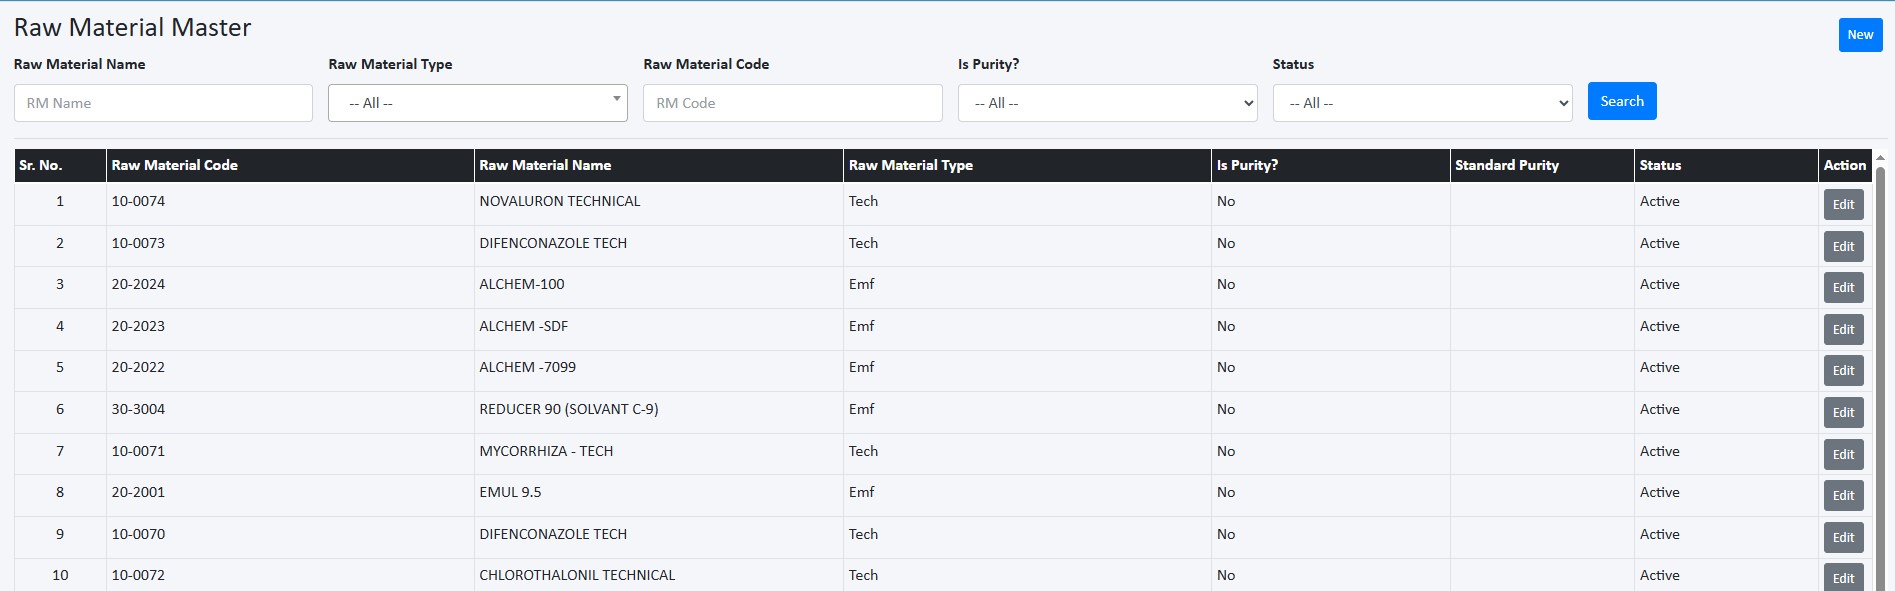 Raw Material Master
New
Raw Material Name Raw Material Type Raw Material Code Is Purity? Status
RM Name -- All -- RM Code -- All -- -- All -- Search
Sr. No. Raw Material Code Raw Material Name Raw Material Type Is Purity? Standard Purity Status Action
1 10-0074 NOVALURON TECHNICAL Tech No Active Edit
2 10-0073 DIFENCONAZOLE TECH Tech No Active Edit
3 20-2024 ALCHEM-100 Emf No Active Edit
4 20-2023 ALCHEM -SDF Emf No Active Edit
5 20-2022 ALCHEM -7099 Emf No Active Edit
6 30-3004 REDUCER 90 (SOLVANT C-9) Emf No Active Edit
7 10-0071 MYCORRHIZA - TECH Tech No Active Edit
8 20-2001 EMUL 9.5 Emf No Active Edit
9 10-0070 DIFENCONAZOLE TECH Tech No Active Edit
10 10-0072 CHLOROTHALONIL TECHNICAL Tech No Active Edit